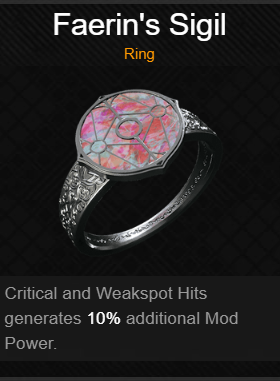 Faerin's Sigil
Ring
Critical and Weakspot Hits
generates 10% additional Mod
Power.